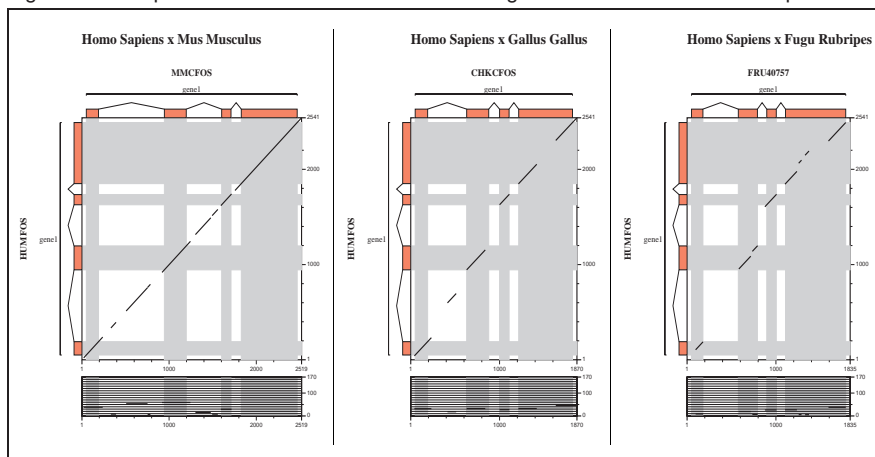 Homo Sapiens x Mus Musculus
MMCFOS
gene1
HUMFOS
gene1
2541
2000
1000
1
1
1000
2000
2519
170
100
0
1
1000
2000
2519
Homo Sapiens x Gallus Gallus
CHKCFOS
gene1
HUMFOS
gene1
2541
2000
1000
1
1
1000
1870
170
100
0
1
1000
1870
Homo Sapiens x Fugu Rubripes
FRU40757
gene1
HUMFOS
gene1
2541
2000
1000
1
1
1000
1835
170
100
0
1
1000
1835